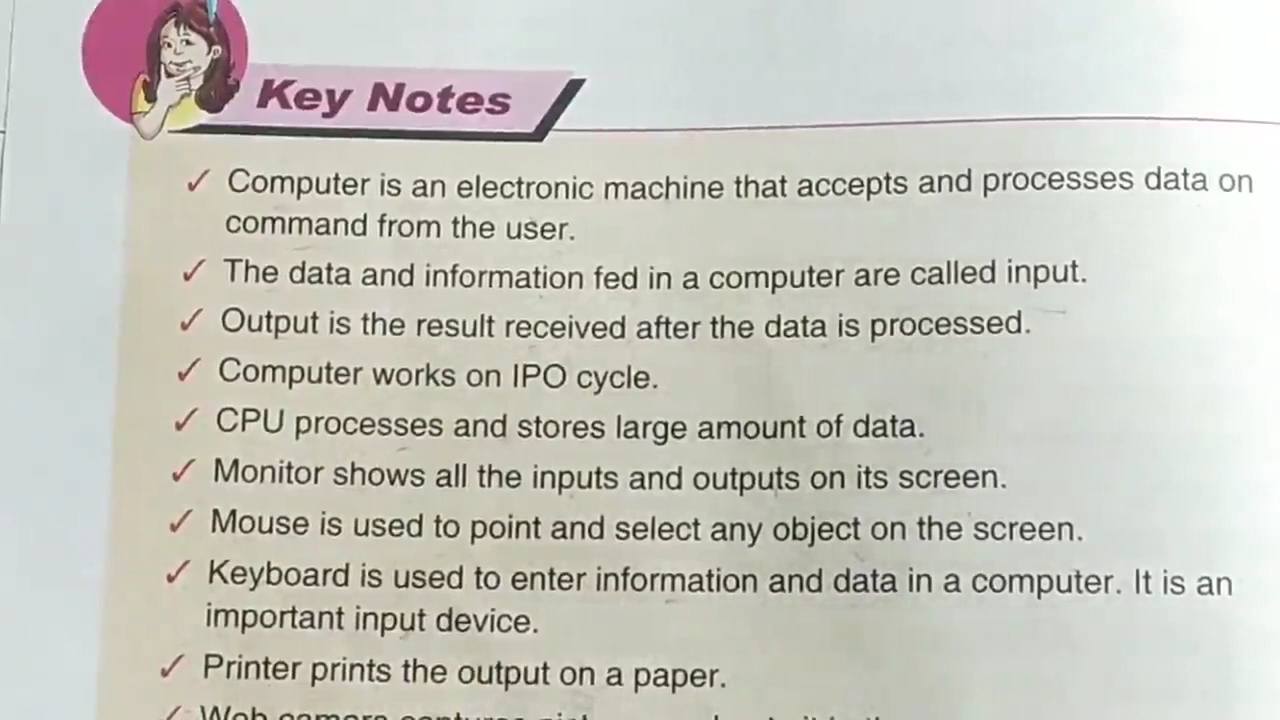 Key Notes
✓ Computer is an electronic machine that accepts and processes data on
command from the user.
✓ The data and information fed in a computer are called input.
✓ Output is the result received after the data is processed.
✓ Computer works on IPO cycle.
✓ CPU processes and stores large amount of data.
✓ Monitor shows all the inputs and outputs on its screen.
✓ Mouse is used to point and select any object on the screen.
✓ Keyboard is used to enter information and data in a computer. It is an
important input device.
✓ Printer prints the output on a paper.
✓ Web camera captures